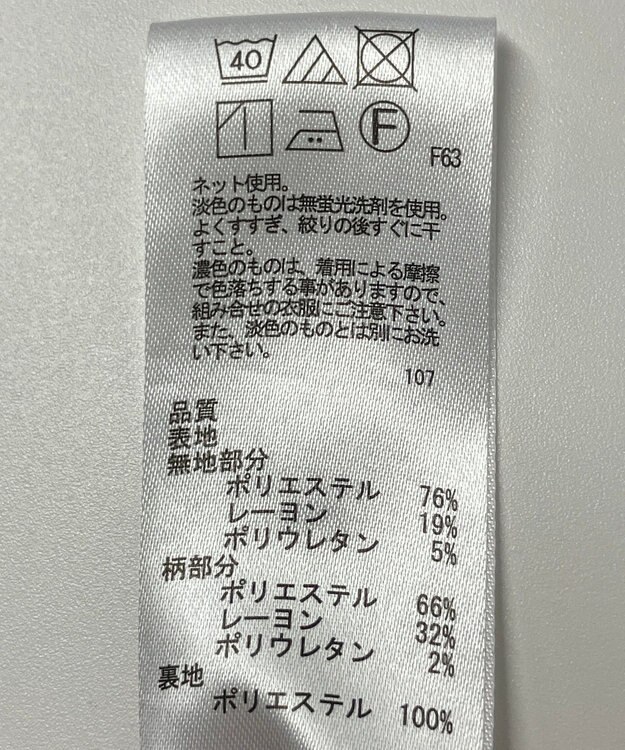 40
F
F63
ネット使用。
淡色のものは無蛍光洗剤を使用。
よくすすぎ、絞りの後すぐに干
すこと。
濃色のものは、着用による摩擦
で色落ちする事がありますので、
組み合せの衣服にご注意下さい。
また、淡色のものとは別にお洗
い下さい。
107
品質
表地
無地部分
ポリエステル 76%
レーヨン 19%
ポリウレタン 5%
柄部分
ポリエステル 66%
レーヨン 32%
ポリウレタン 2%
裏地
ポリエステル 100%